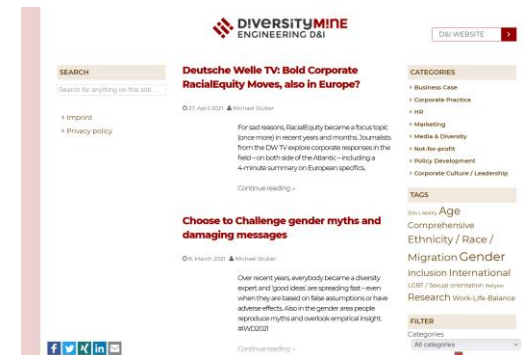 DIVERSITYM!NE
ENGINEERING D&I
D&I WEBSITE
SEARCH
Search for anything on this site...
Imprint
Privacy policy
Deutsche Welle TV: Bold Corporate
RacialEquity Moves, also in Europe?
27. April 2021 Michael Stuber
For sad reasons, RacialEquity became a focus topic
(once more) in recent years and months. Journalists
from the DW TV explore corporate responses in the
field – on both side of the Atlantic – including a
4-minute summary on European specifics.
Continue reading »
Choose to Challenge gender myths and
damaging messages
8. March 2021 Michael Stuber
Over recent years, everybody became a diversity
expert and 'good ideas' are spreading fast – even
when they are based on false assumptions or have
adverse effects. Also in the gender area people
reproduce myths and overlook empirical insight.
#IWD2021
Continue reading »
CATEGORIES
Business Case
Corporate Practice
HR
Marketing
Media & Diversity
Not-for-profit
Policy Development
Corporate Culture / Leadership
TAGS
(Dis-) Ability Age
Comprehensive
Ethnicity / Race /
Migration Gender
Inclusion International
LGBT / Sexual orientation Religion
Research Work-Life-Balance
FILTER
Categories
All categories